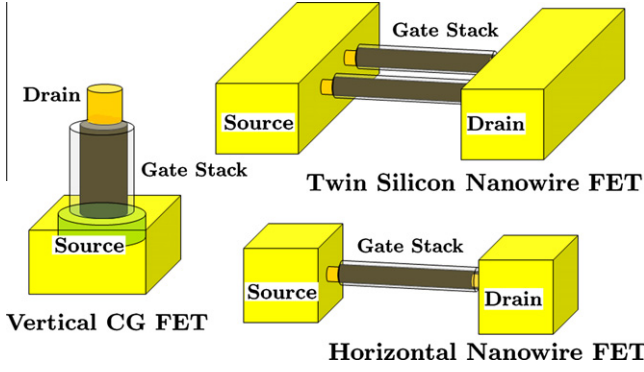 Drain
Gate Stack
Source
Vertical CG FET
Gate Stack
Source
Drain
Twin Silicon Nanowire FET
Gate Stack
Source
Drain
Horizontal Nanowire FET